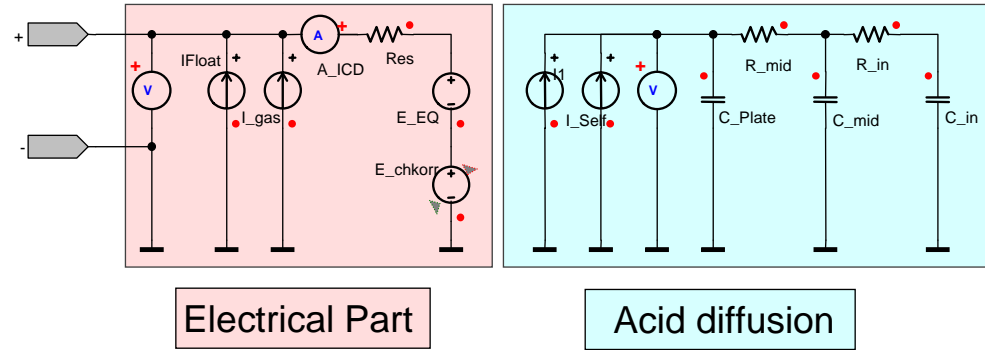 +
-
+
V
IFloat
+
I_gas
+
A
+
A_ICD
Res
E_EQ
+
-
E_chkorr
+
-
+
I1
+
I_Self
+
V
C_Plate
R_mid
C_mid
R_in
C_in
Electrical Part
Acid diffusion